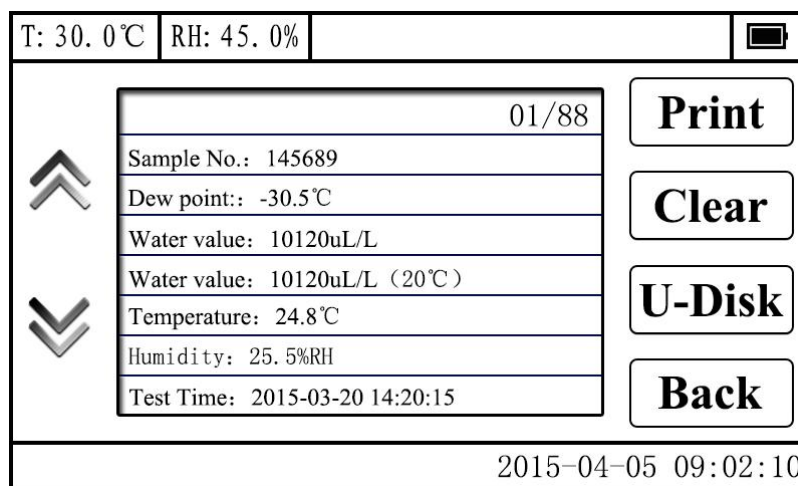 T: 30. 0℃ RH: 45. 0%
01/88
Print
Sample No.: 145689
Dew point:: -30.5℃
Clear
Water value: 10120uL/L
Water value: 10120uL/L (20℃)
U-Disk
Temperature: 24.8℃
Humidity: 25. 5%RH
Test Time: 2015-03-20 14:20:15
Back
2015-04-05 09:02:10